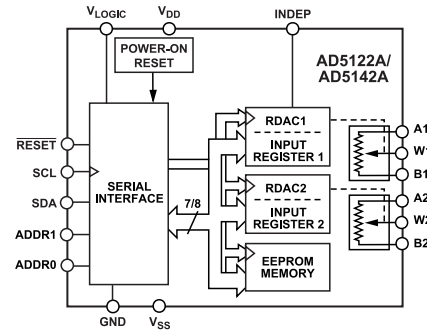 VLOGIC
VDD
INDEP
POWER-ON
RESET
AD5122A/
AD5142A
RESET
SCL
SDA
ADDR1
ADDR0
SERIAL
INTERFACE
7/8
RDAC1
INPUT
REGISTER 1
RDAC2
INPUT
REGISTER 2
EEPROM
MEMORY
A1
W1
B1
A2
W2
B2
GND
VSS